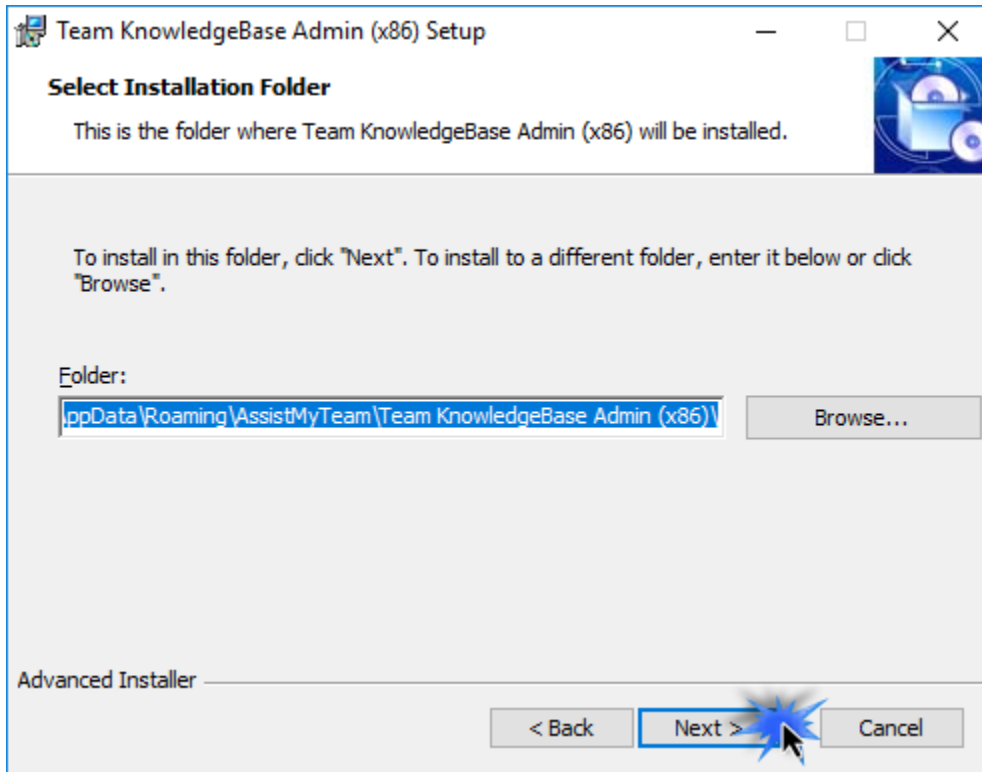 Team KnowledgeBase Admin (x86) Setup
Select Installation Folder
This is the folder where Team KnowledgeBase Admin (x86) will be installed.
To install in this folder, click "Next". To install to a different folder, enter it below or click
"Browse".
Folder:
ppData\Roaming\AssistMyTeam\Team KnowledgeBase Admin (x86)\
Browse...
Advanced Installer
< Back
Next >
Cancel